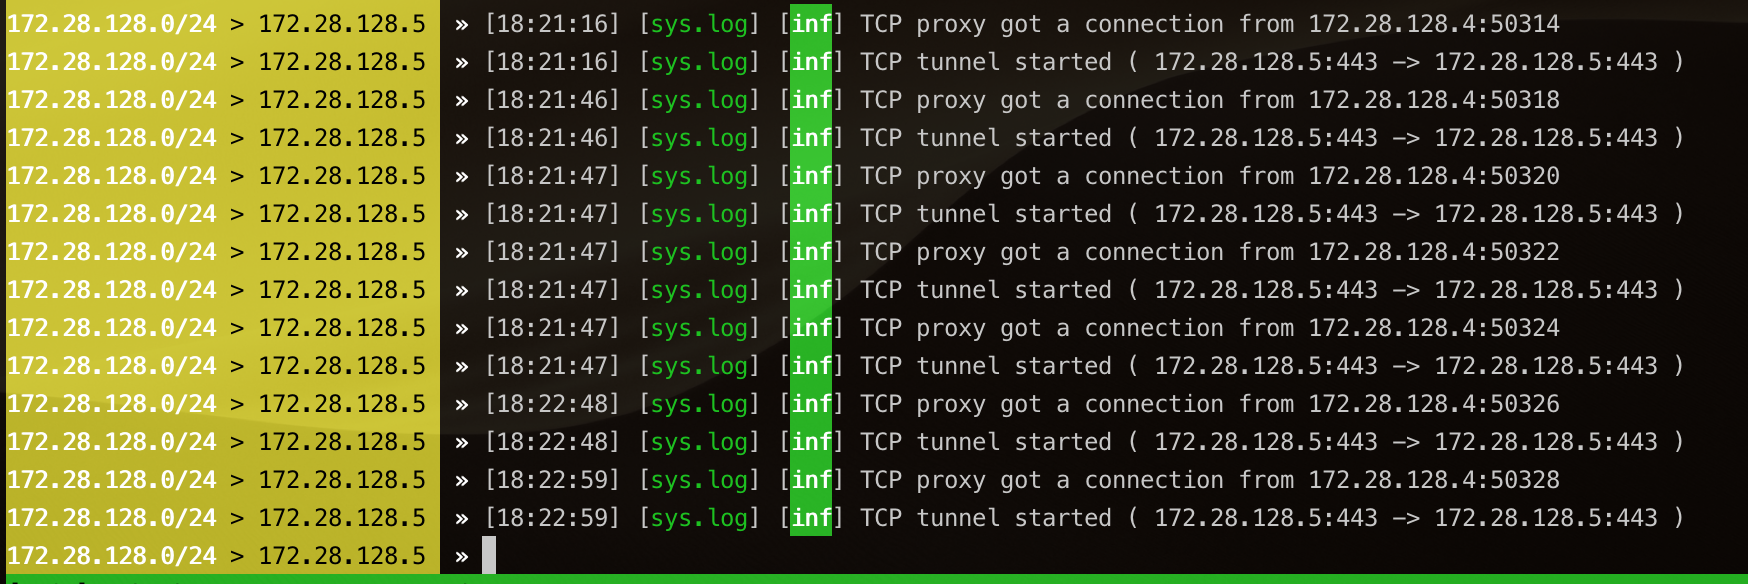 172.28.128.0/24 > 172.28.128.5 » [18:21:16] [sys.log] [inf] TCP proxy got a connection from 172.28.128.4:50314
172.28.128.0/24 > 172.28.128.5 » [18:21:16] [sys.log] [inf] TCP tunnel started ( 172.28.128.5:443 -> 172.28.128.5:443 )
172.28.128.0/24 > 172.28.128.5 » [18:21:46] [sys.log] [inf] TCP proxy got a connection from 172.28.128.4:50318
172.28.128.0/24 > 172.28.128.5 » [18:21:46] [sys.log] [inf] TCP tunnel started ( 172.28.128.5:443 -> 172.28.128.5:443 )
172.28.128.0/24 > 172.28.128.5 » [18:21:47] [sys.log] [inf] TCP proxy got a connection from 172.28.128.4:50320
172.28.128.0/24 > 172.28.128.5 » [18:21:47] [sys.log] [inf] TCP tunnel started ( 172.28.128.5:443 -> 172.28.128.5:443 )
172.28.128.0/24 > 172.28.128.5 » [18:21:47] [sys.log] [inf] TCP proxy got a connection from 172.28.128.4:50322
172.28.128.0/24 > 172.28.128.5 » [18:21:47] [sys.log] [inf] TCP tunnel started ( 172.28.128.5:443 -> 172.28.128.5:443 )
172.28.128.0/24 > 172.28.128.5 » [18:21:47] [sys.log] [inf] TCP proxy got a connection from 172.28.128.4:50324
172.28.128.0/24 > 172.28.128.5 » [18:21:47] [sys.log] [inf] TCP tunnel started ( 172.28.128.5:443 -> 172.28.128.5:443 )
172.28.128.0/24 > 172.28.128.5 » [18:22:48] [sys.log] [inf] TCP proxy got a connection from 172.28.128.4:50326
172.28.128.0/24 > 172.28.128.5 » [18:22:48] [sys.log] [inf] TCP tunnel started ( 172.28.128.5:443 -> 172.28.128.5:443 )
172.28.128.0/24 > 172.28.128.5 » [18:22:59] [sys.log] [inf] TCP proxy got a connection from 172.28.128.4:50328
172.28.128.0/24 > 172.28.128.5 » [18:22:59] [sys.log] [inf] TCP tunnel started ( 172.28.128.5:443 -> 172.28.128.5:443 )
172.28.128.0/24 > 172.28.128.5 »